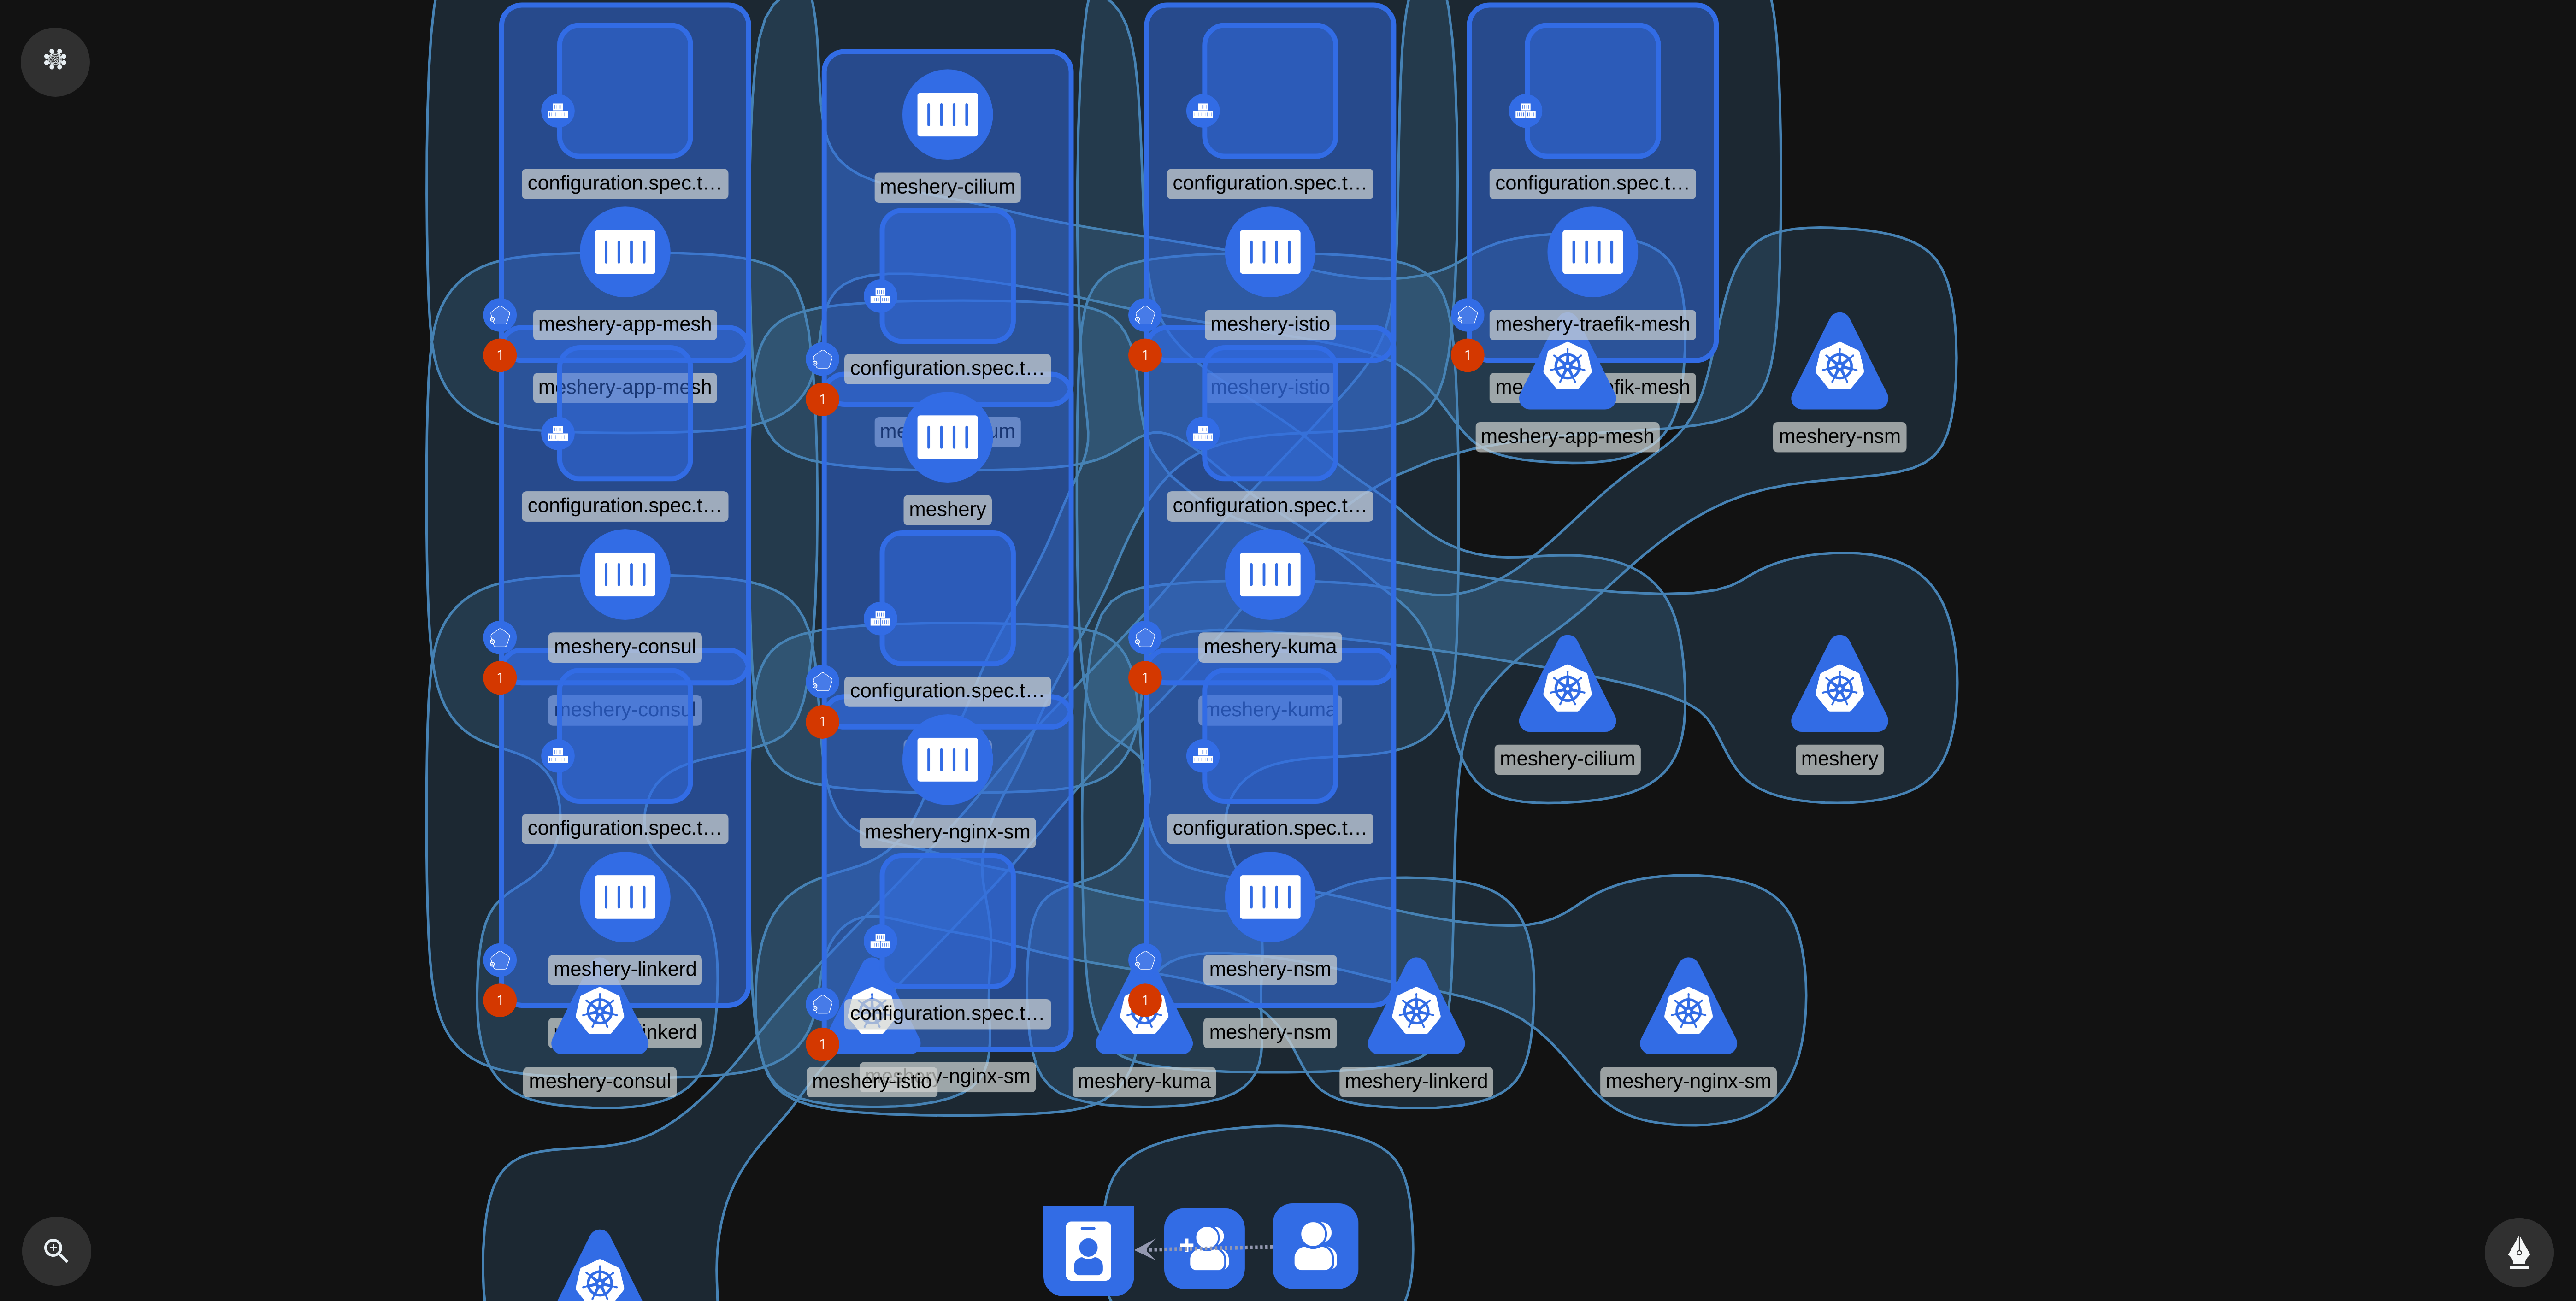 configuration.spec.t…
configuration.spec.t…
configuration.spec.t…
meshery-cilium
meshery-app-mesh
meshery-istio
meshery-traefik-mesh
1
1
1
configuration.spec.t…
meshery-app-mesh
meshery-istio
1
meshery-app-mesh
meshery-nsm
configuration.spec.t…
meshery
configuration.spec.t…
meshery-consul
meshery-kuma
1
1
configuration.spec.t…
meshery-consul
meshery-kuma
1
meshery-cilium
meshery
configuration.spec.t…
meshery-nginx-sm
configuration.spec.t…
meshery-linkerd
meshery-nsm
1
1
configuration.spec.t…
meshery-nsm
1
meshery-consul
meshery-istio
meshery-kuma
meshery-linkerd
meshery-nginx-sm